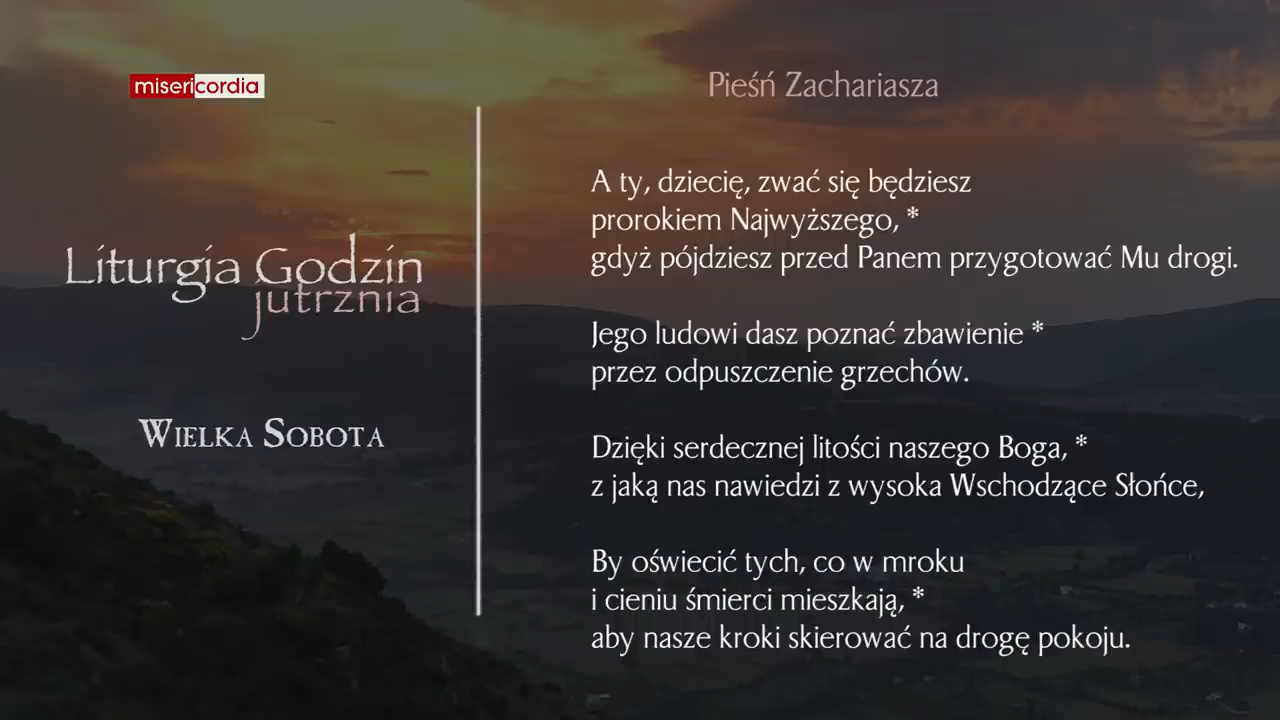 misericordia
Liturgia Godzin
jutrznia
Wielka Sobota
Pieśń Zachariasza
A ty, dziecię, zwać się będziesz
prorokiem Najwyższego, *
gdyż pójdziesz przed Panem przygotować Mu drogi.
Jego ludowi dasz poznać zbawienie *
przez odpuszczenie grzechów.
Dzięki serdecznej litości naszego Boga, *
z jaką nas nawiedzi z wysoka Wschodzące Słońce,
By oświecić tych, co w mroku
i cieniu śmierci mieszkają, *
aby nasze kroki skierować na drogę pokoju.